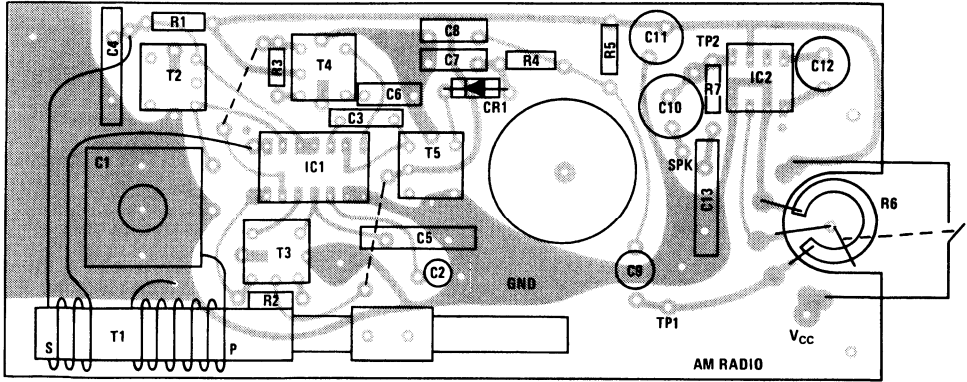 C4
R1
T2
R3
T4
C8
C7
C6
C3
R4
CR1
R5
C11
TP2
R7
C10
IC2
C12
C1
IC1
T5
SPK
C13
R6
T3
C5
C2
R2
GND
C9
TP1
VCC
S
T1
P
AM RADIO